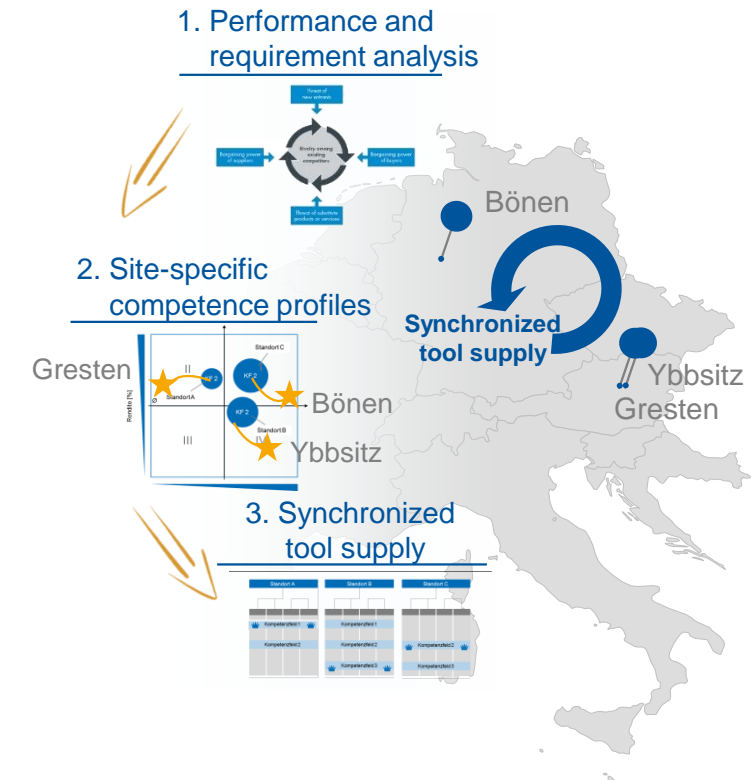 1. Performance and
requirement analysis
Threat of
new entrants
Bargaining power
of suppliers
Rivalry among
existing
competitors
Bargaining power
of buyers
Threat of substitute
products or services
Bönen
Synchronized
tool supply
Ybbsitz
Gresten
2. Site-specific
competence profiles
Standort C
Gresten
II
KF 2
KF 2
Standort A
Ø
Rendite [%]
Bönen
KF 2
Standort B
III
IV
Ybbsitz
3. Synchronized
tool supply
Standort A
Standort B
Standort C
Kompetenzfeld 1
Kompetenzfeld 1
Kompetenzfeld 2
Kompetenzfeld 2
Kompetenzfeld 2
Kompetenzfeld 3
Kompetenzfeld 3